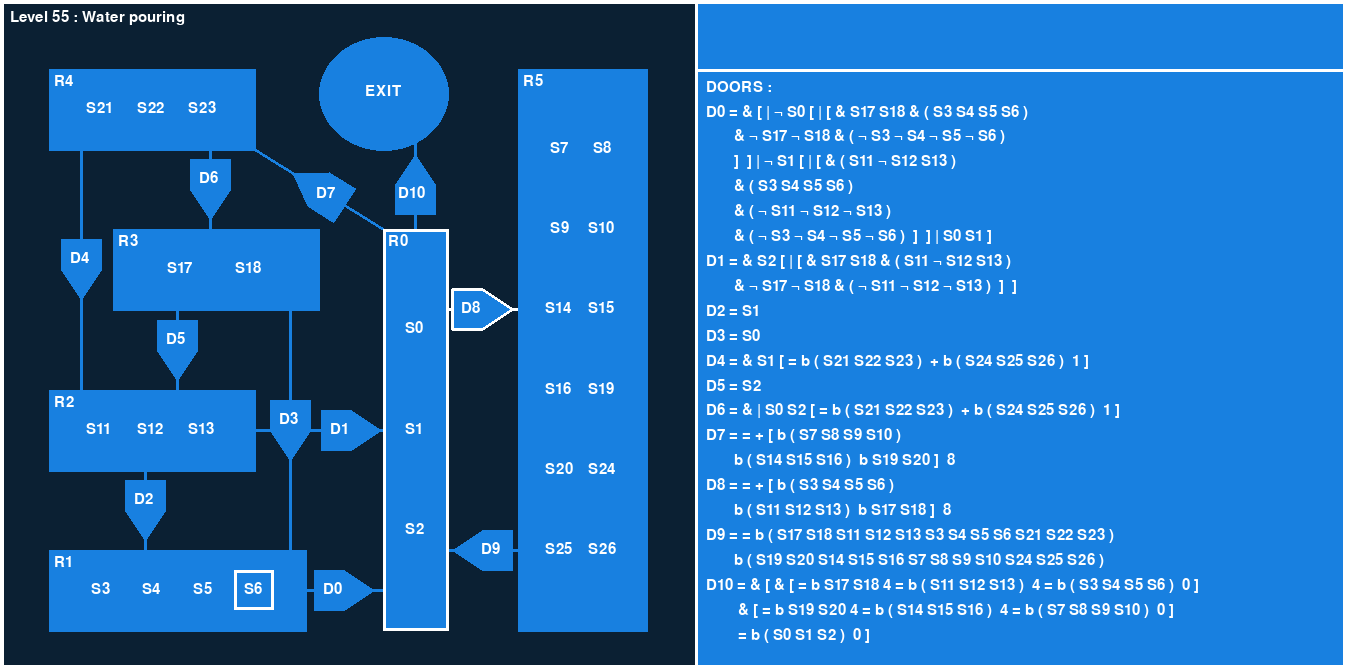 Level 55 : Water pouring
R4
S21 S22 S23
EXIT
R5
S7 S8
D6
D7
D10
S9 S10
R3
R0
D4
S17 S18
D8
S14 S15
S0
D5
S16 S19
R2
S11 S12 S13
D3
D1
S1
S20 S24
D2
S2
D9
S25 S26
R1
S3 S4 S5 S6
D0
DOORS :
D0 = & [ | ¬ S0 [ | [ & S17 S18 & ( S3 S4 S5 S6 )
& ¬ S17 ¬ S18 & ( ¬ S3 ¬ S4 ¬ S5 ¬ S6 )
] ] | ¬ S1 [ | [ & ( S11 ¬ S12 S13 )
& ( S3 S4 S5 S6 )
& ( ¬ S11 ¬ S12 ¬ S13 )
& ( ¬ S3 ¬ S4 ¬ S5 ¬ S6 ) ] ] | S0 S1 ]
D1 = & S2 [ | [ & S17 S18 & ( S11 ¬ S12 S13 )
& ¬ S17 ¬ S18 & ( ¬ S11 ¬ S12 ¬ S13 ) ] ]
D2 = S1
D3 = S0
D4 = & S1 [ = b ( S21 S22 S23 ) + b ( S24 S25 S26 ) 1 ]
D5 = S2
D6 = & | S0 S2 [ = b ( S21 S22 S23 ) + b ( S24 S25 S26 ) 1 ]
D7 = = + [ b ( S7 S8 S9 S10 )
b ( S14 S15 S16 ) b S19 S20 ] 8
D8 = = + [ b ( S3 S4 S5 S6 )
b ( S11 S12 S13 ) b S17 S18 ] 8
D9 = = b ( S17 S18 S11 S12 S13 S3 S4 S5 S6 S21 S22 S23 )
b ( S19 S20 S14 S15 S16 S7 S8 S9 S10 S24 S25 S26 )
D10 = & [ & [ = b S17 S18 4 = b ( S11 S12 S13 ) 4 = b ( S3 S4 S5 S6 ) 0 ]
& [ = b S19 S20 4 = b ( S14 S15 S16 ) 4 = b ( S7 S8 S9 S10 ) 0 ]
= b ( S0 S1 S2 ) 0 ]